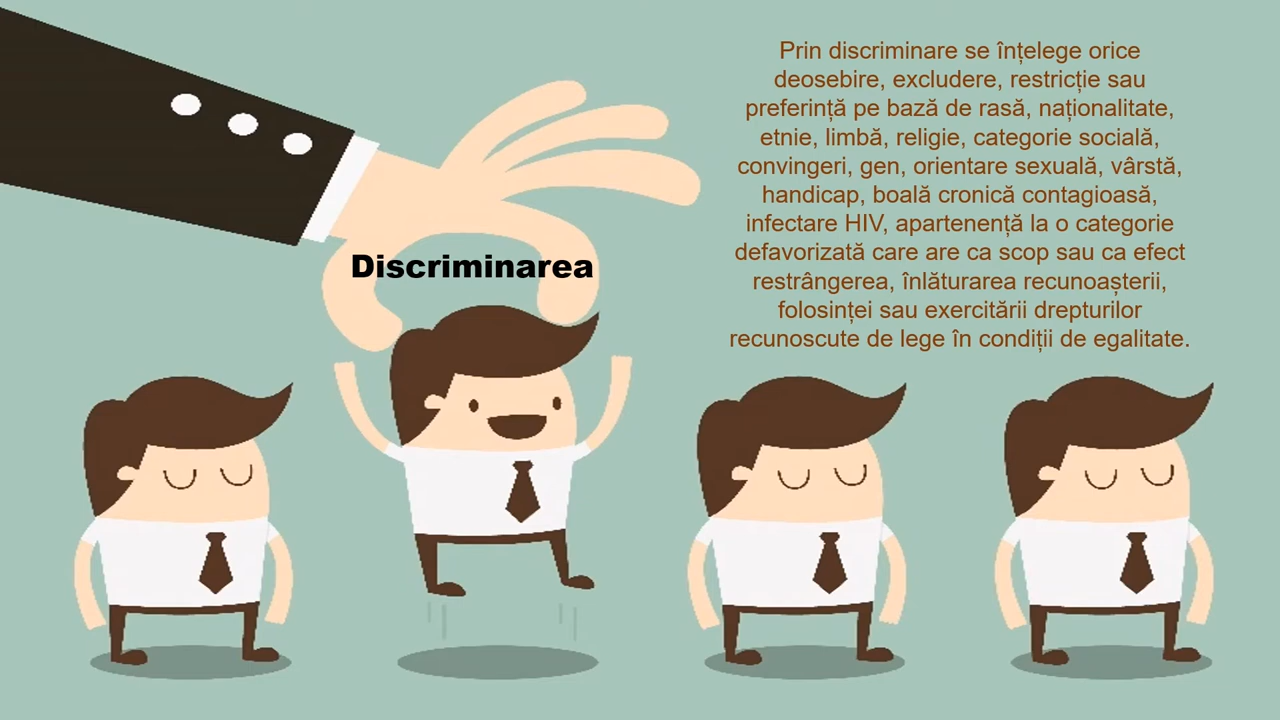 Prin discriminare se înțelege orice
deosebire, excludere, restricție sau
preferință pe bază de rasă, naționalitate,
etnie, limbă, religie, categorie socială,
convingeri, gen, orientare sexuală, vârstă,
handicap, boală cronică contagioasă,
infectare HIV, apartenență la o categorie
defavorizată care are ca scop sau ca efect
restrângerea, înlăturarea recunoașterii,
folosinței sau exercitării drepturilor
recunoscute de lege în condiții de egalitate.
Discriminarea